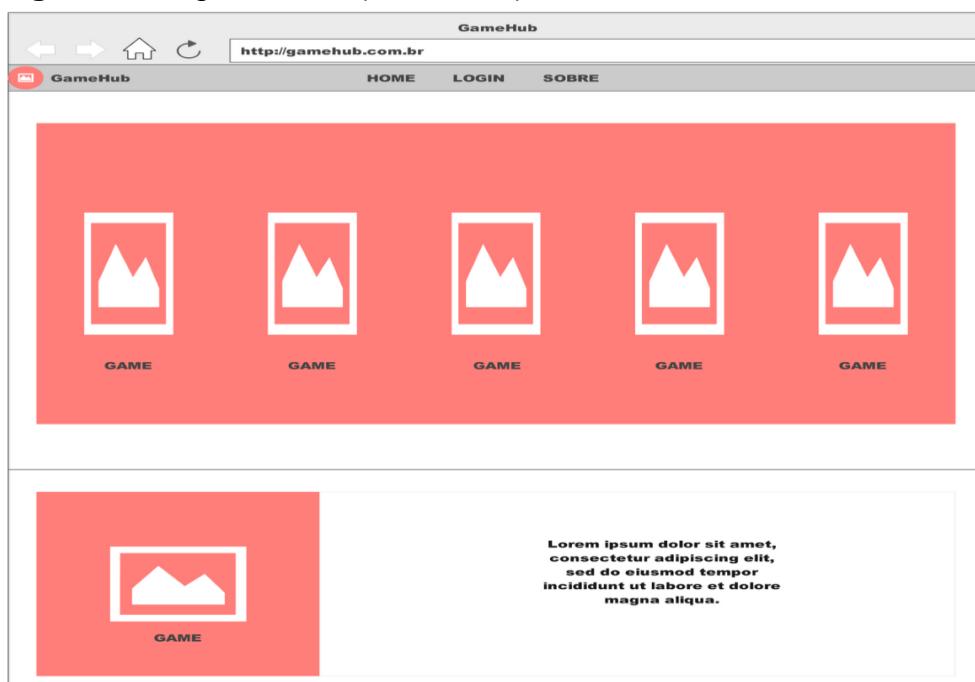 GameHub
http://gamehub.com.br
GameHub HOME LOGIN SOBRE
GAME GAME GAME GAME GAME
Lorem ipsum dolor sit amet,
consectetur adipiscing elit,
sed do eiusmod tempor
incididunt ut labore et dolore
magna aliqua.
GAME